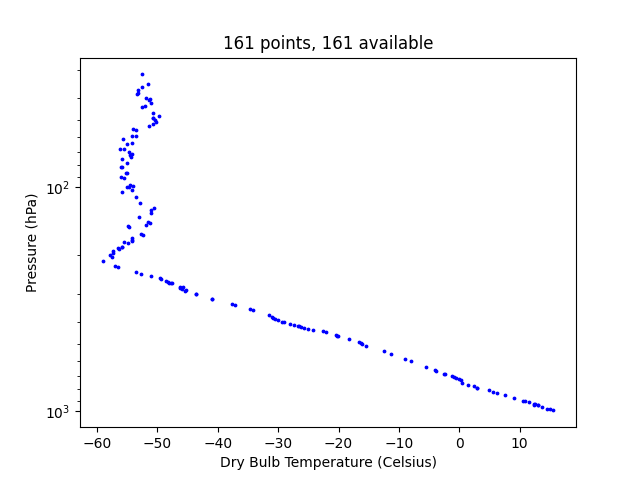 161 points, 161 available
10²
10³
Pressure (hPa)
−60 −50 −40 −30 −20 −10 0 10
Dry Bulb Temperature (Celsius)